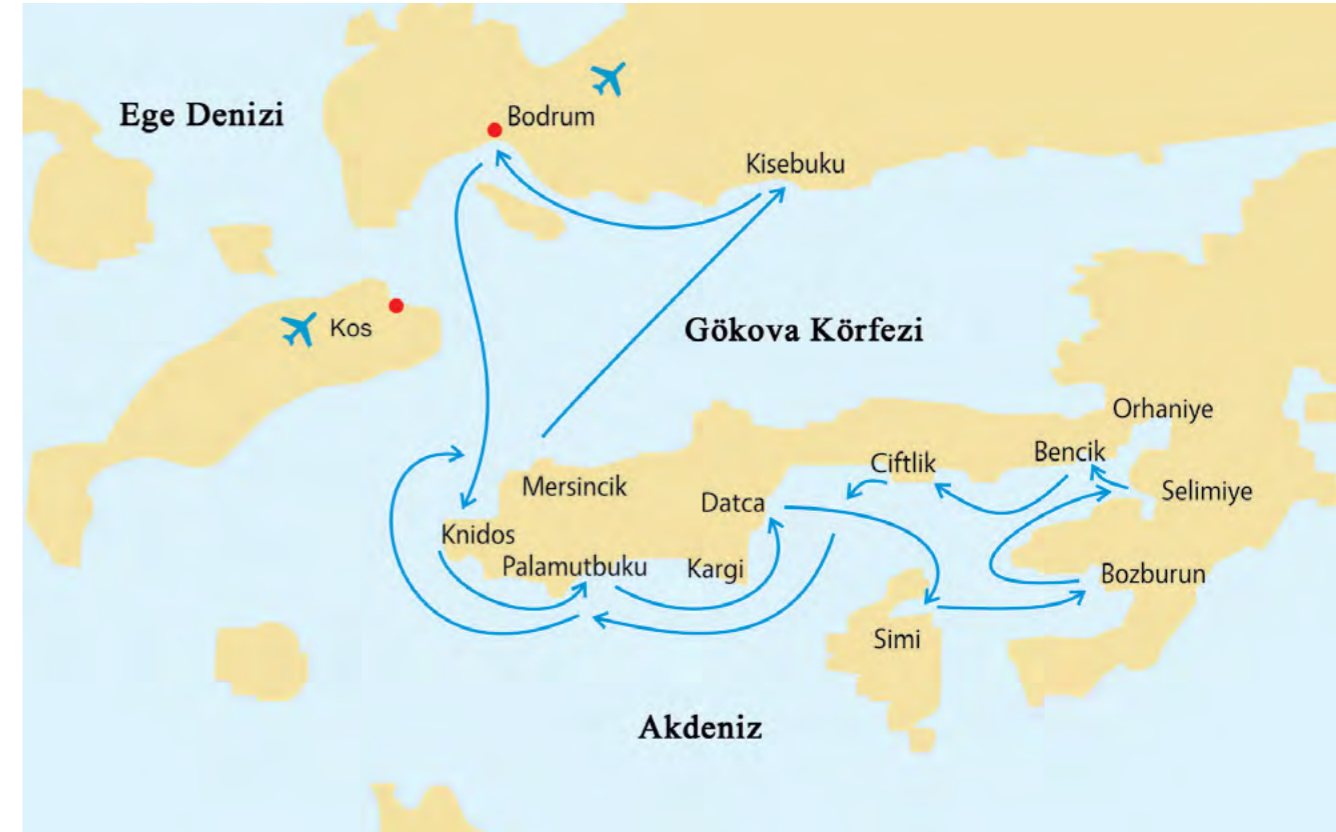 Ege Denizi
Bodrum
Kisebuku
Kos
Gökova Körfezi
Orhaniye
Bencik
Ciftlik
Selimiye
Mersincik
Datca
Knidos
Palamutbuku
Kargi
Bozburun
Simi
Akdeniz